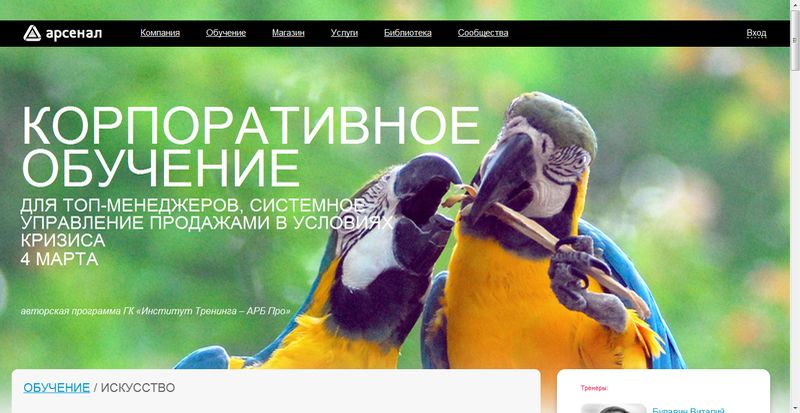 арсенал
Компания Обучение Магазин Услуги Библиотека Сообщества Вход
КОРПОРАТИВНОЕ
ОБУЧЕНИЕ
ДЛЯ ТОП-МЕНЕДЖЕРОВ, СИСТЕМНОЕ
УПРАВЛЕНИЕ ПРОДАЖАМИ В УСЛОВИЯХ
КРИЗИСА
4 МАРТА
авторская программа ГК «Институт Тренинга – АРБ Про»
ОБУЧЕНИЕ / ИСКУССТВО
Тренеры:
Булавин Виталий